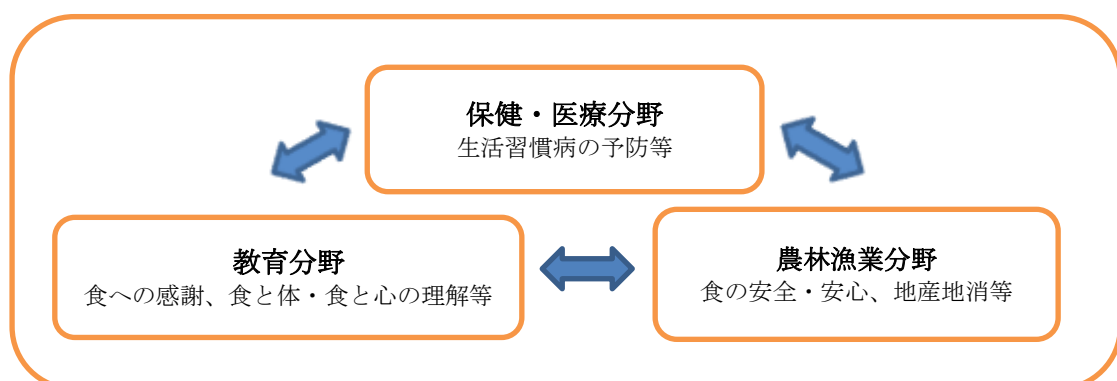 保健・医療分野
生活習慣病の予防等
教育分野
食への感謝、食と体・食と心の理解等
農林漁業分野
食の安全・安心、地産地消等